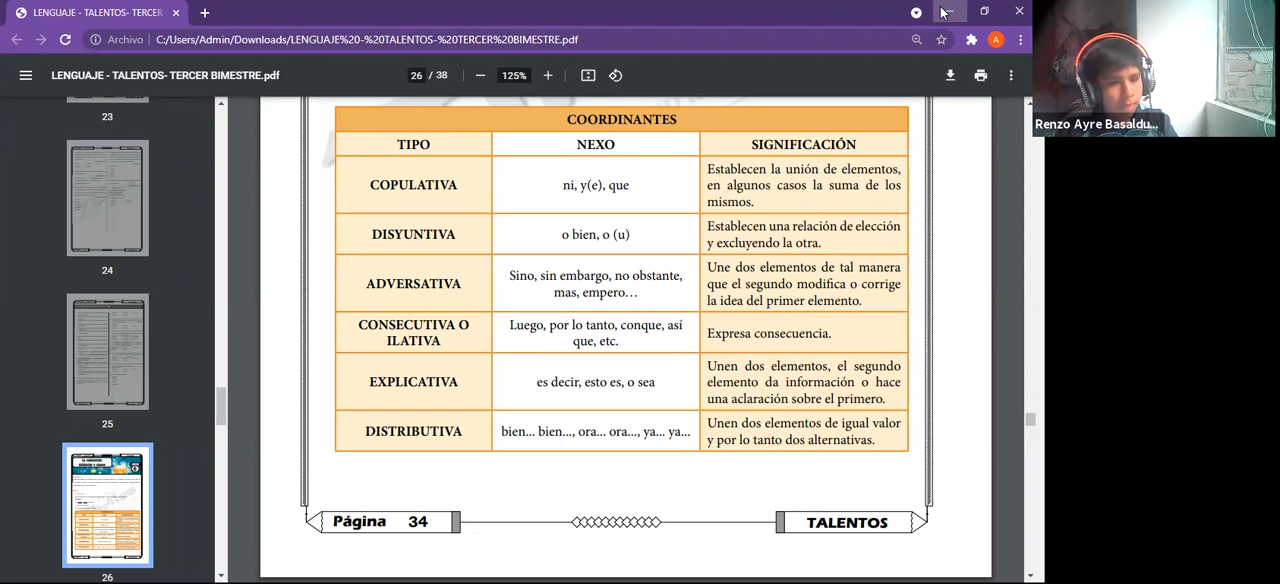 LENGUAJE - TALENTOS- TERCER
Archivo
C:/Users/Admin/Downloads/LENGUAJE%20-%20TALENTOS-%20TERCER%20BIMESTRE.pdf
A
LENGUAJE - TALENTOS- TERCER BIMESTRE.pdf
26 / 38
125%
23
24
25
26
COORDINANTES
TIPO NEXO SIGNIFICACIÓN
COPULATIVA
ni, y(e), que
Establecen la unión de elementos,
en algunos casos la suma de los
mismos.
DISYUNTIVA
o bien, o (u)
Establecen una relación de elección
y excluyendo la otra.
ADVERSATIVA
Sino, sin embargo, no obstante,
mas, empero…
Une dos elementos de tal manera
que el segundo modifica o corrige
la idea del primer elemento.
CONSECUTIVA O
ILATIVA
Luego, por lo tanto, conque, así
que, etc.
Expresa consecuencia.
EXPLICATIVA
es decir, esto es, o sea
Unen dos elementos, el segundo
elemento da información o hace
una aclaración sobre el primero.
DISTRIBUTIVA
bien... bien..., ora... ora..., ya... ya...
Unen dos elementos de igual valor
y por lo tanto dos alternativas.
Página 34
TALENTOS
Renzo Ayre Basaldu...